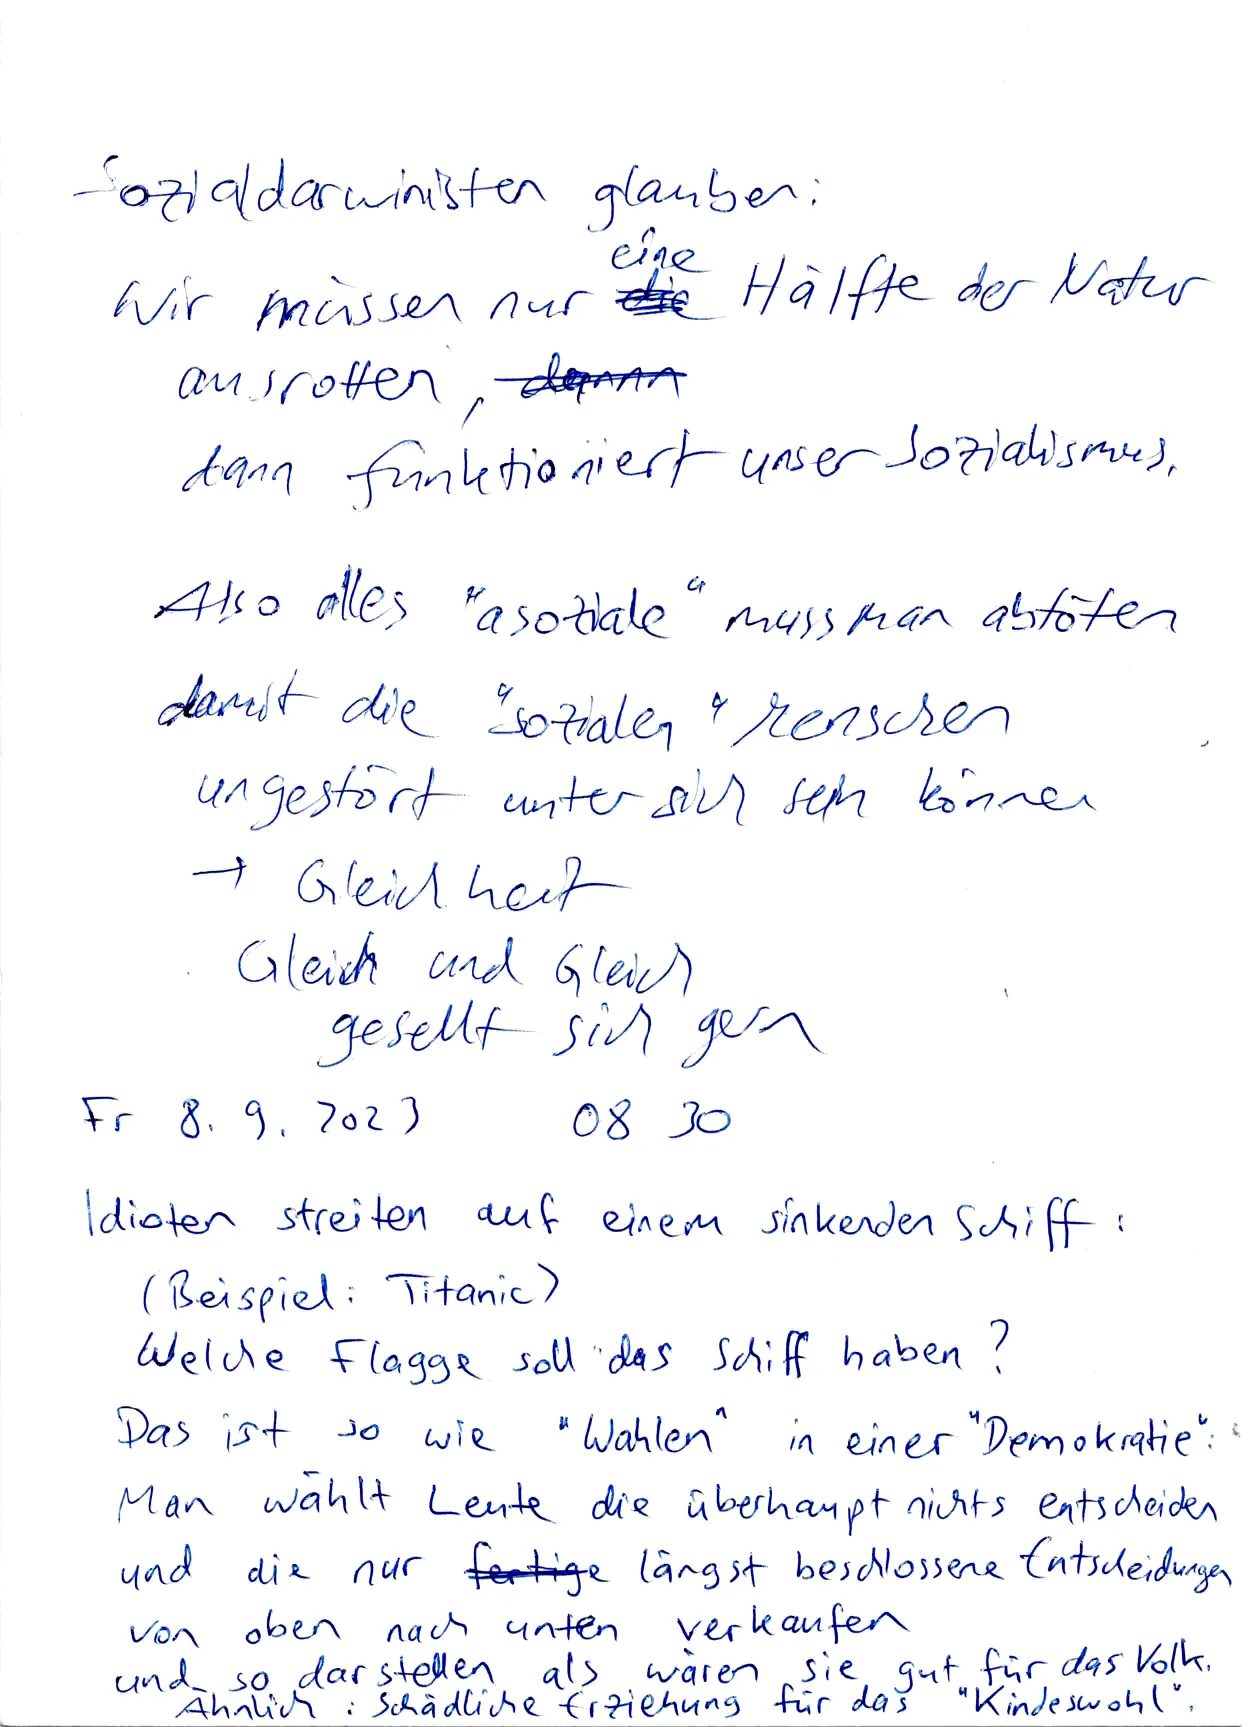 Sozialdarwinisten glauben:
eine
Wir müssen nur die Hälfte der Natur
ausrotten, dann
dann funktioniert unser Sozialismus.
Also alles "asoziale" muss man abtöten
damit die "sozialen" Menschen
ungestört unter sich sein können
→ Gleichheit
Gleich und Gleich
gesellt sich gern
Fr 8. 9. 2023 08 30
Idioten streiten auf einem sinkenden Schiff:
(Beispiel: Titanic)
Welche Flagge soll das Schiff haben?
Das ist so wie "Wahlen" in einer "Demokratie":
Man wählt Leute die überhaupt nichts entscheiden
und die nur fertige längst beschlossene Entscheidungen
von oben nach unten verkaufen
und so darstellen als wären sie gut für das Volk.
Ähnlich: Schädliche Erziehung für das "Kindeswohl".